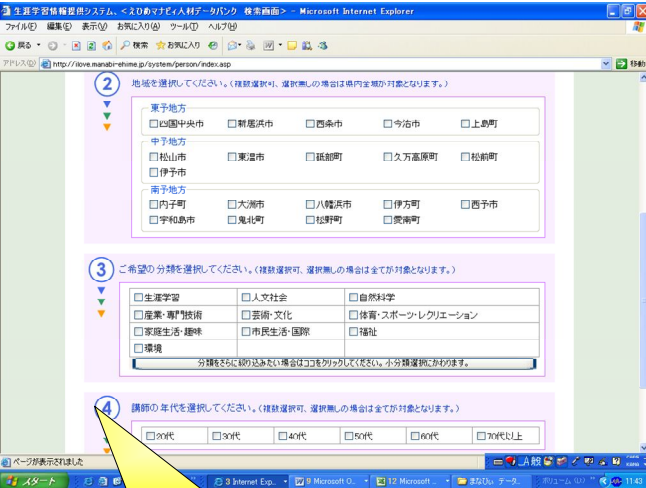 生涯学習情報提供システム、<えひめマナビィ人材データバンク 検索画面> - Microsoft Internet Explorer
ファイル(F) 編集(E) 表示(V) お気に入り(A) ツール(T) ヘルプ(H)
戻る 検索 お気に入り
アドレス(D) http://ilove.manabi-ehime.jp/system/person/index.asp 移動
2 地域を選択してください。(複数選択可、選択無しの場合は県内全域が対象となります。)
東予地方
四国中央市 新居浜市 西条市 今治市 上島町
中予地方
松山市 東温市 砥部町 久万高原町 松前町
伊予市
南予地方
内子町 大洲市 八幡浜市 伊方町 西予市
宇和島市 鬼北町 松野町 愛南町
3 ご希望の分類を選択してください。(複数選択可、選択無しの場合は全てが対象となります。)
生涯学習 人文社会 自然科学
産業・専門技術 芸術・文化 体育・スポーツ・レクリエーション
家庭生活・趣味 市民生活・国際 福祉
環境
分類をさらに絞り込みたい場合はココをクリックしてください。小分類選択にかわります。
4 講師の年代を選択してください。(複数選択可、選択無しの場合は全てが対象となります。)
20代 30代 40代 50代 60代 70代以上
ページが表示されました
A般
スタート 3 Internet Exp... 9 Microsoft O... 12 Microsoft ... まなびぃ データ... 11:43